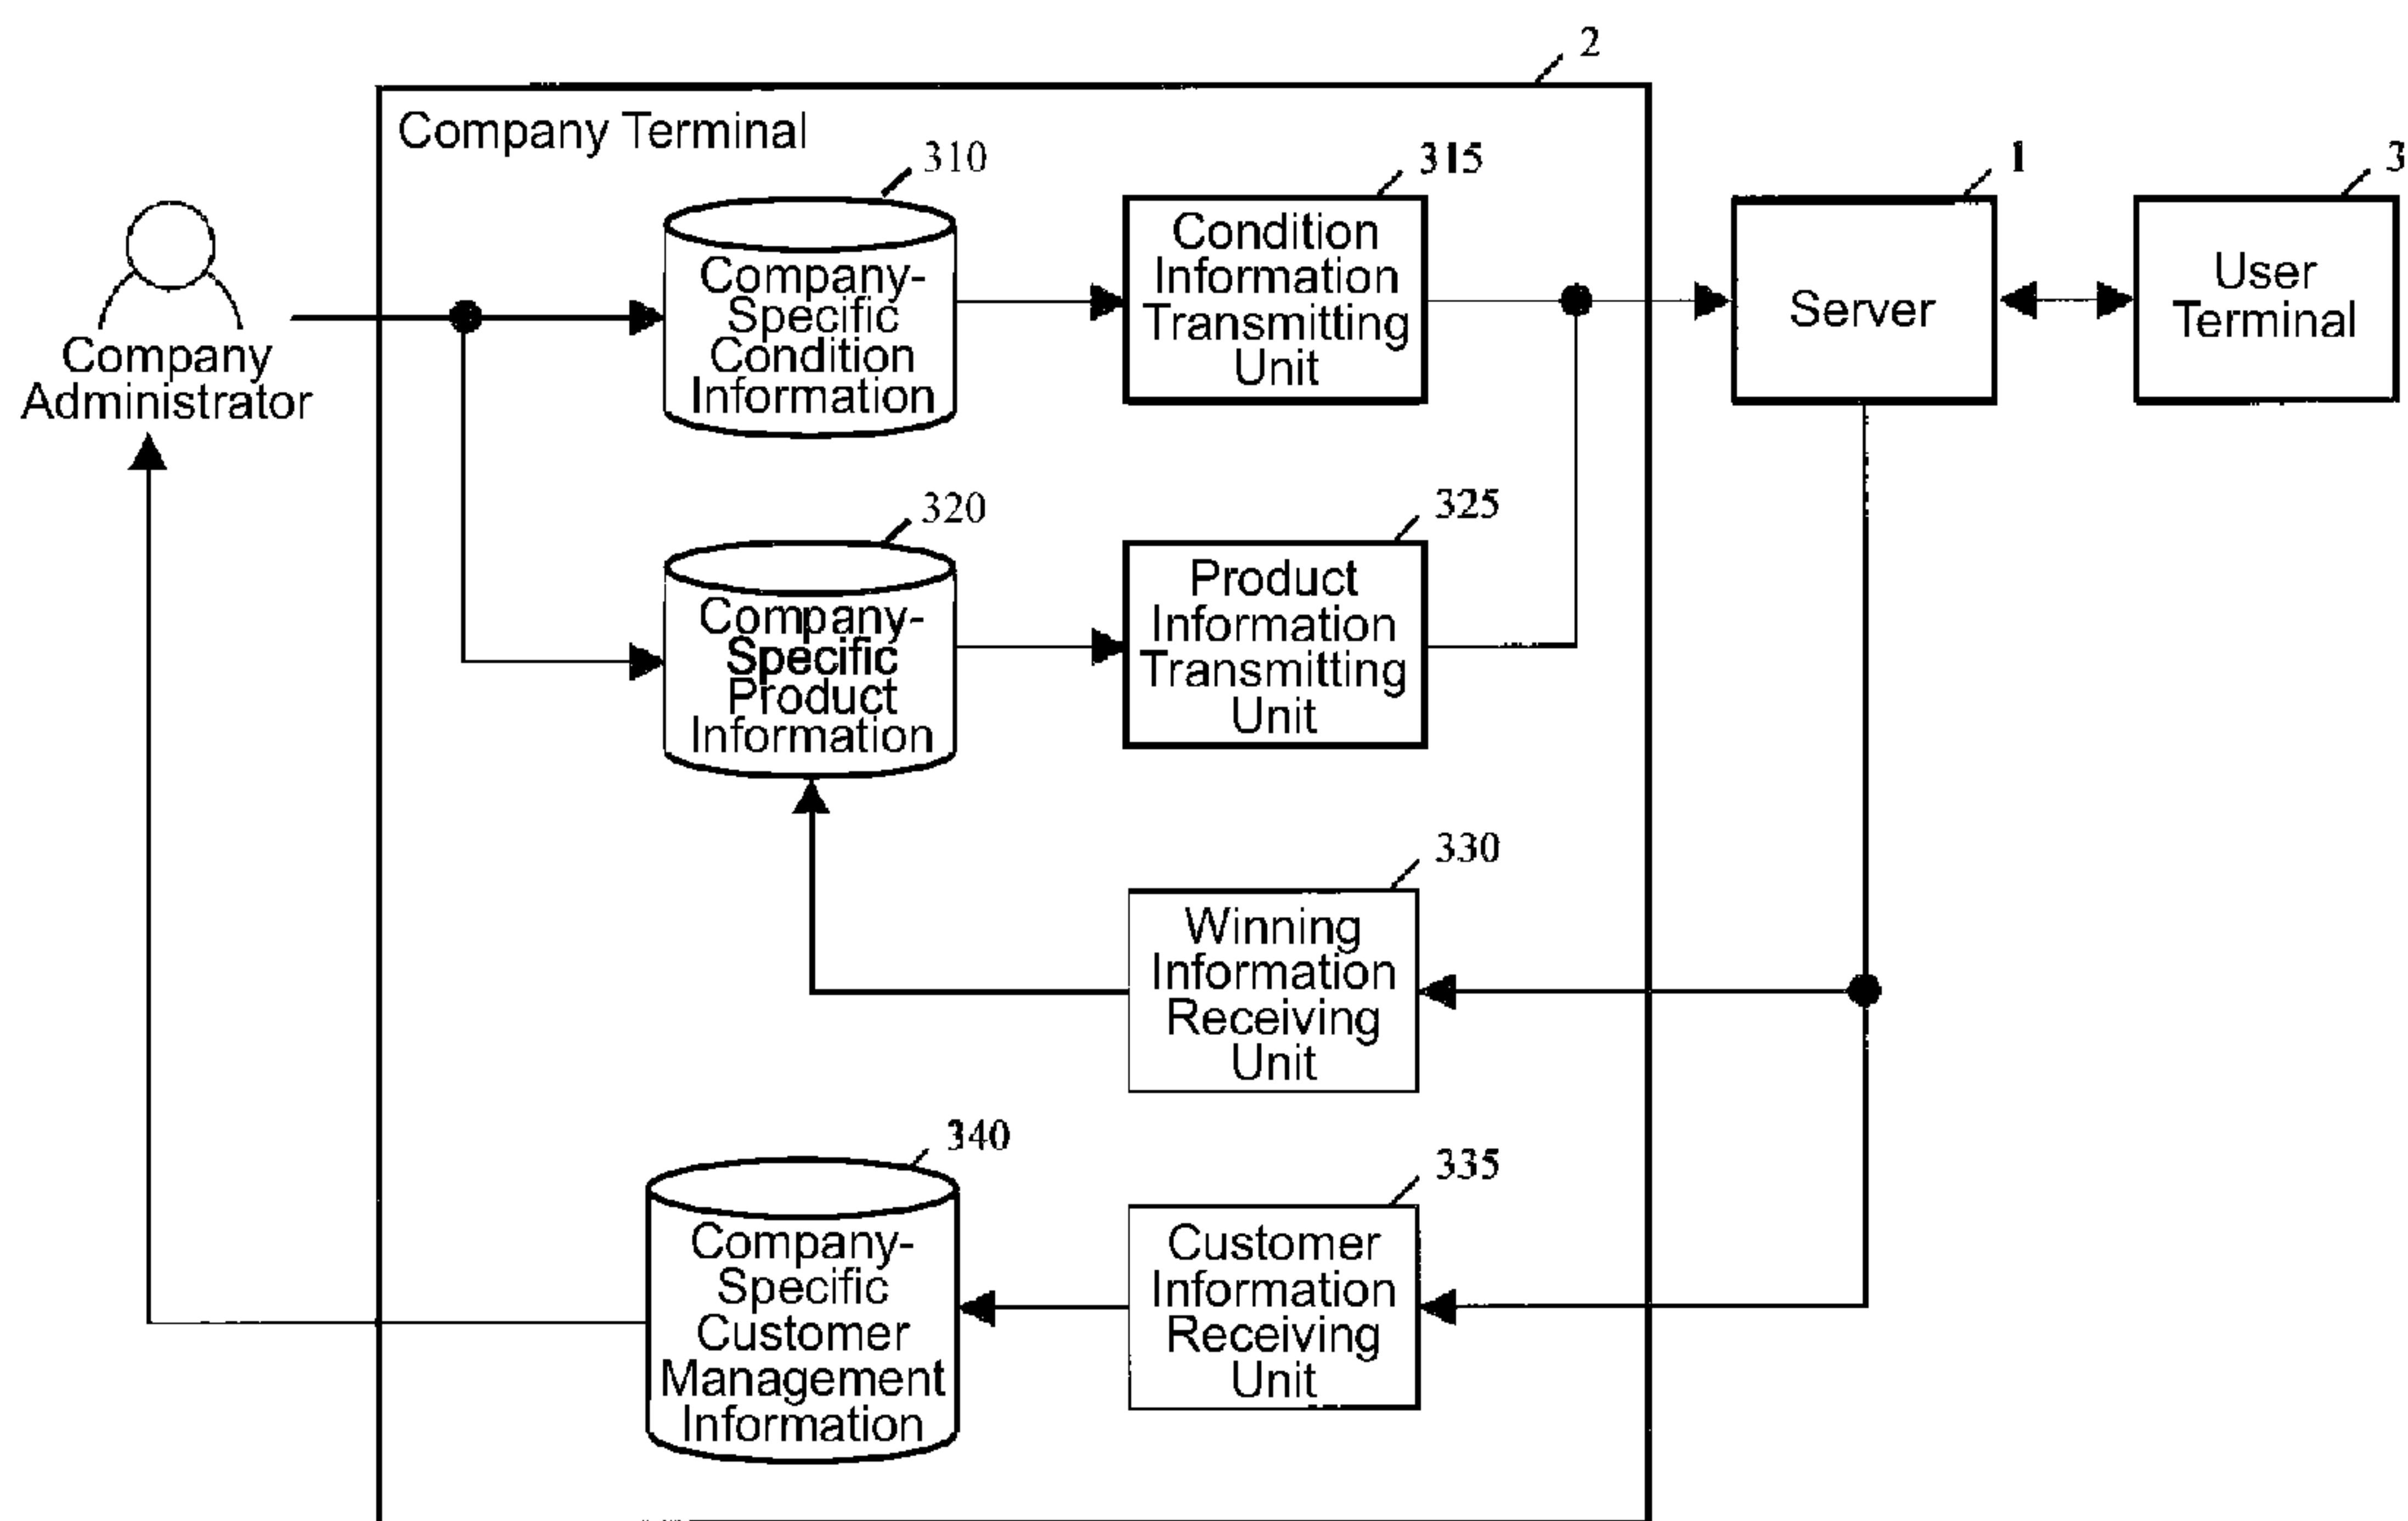 2
Company Terminal
310
315
1
3
Company-
Specific
Condition
Information
Condition
Information
Transmitting
Unit
Server
User
Terminal
Company
Administrator
320
325
Company-
Specific
Product
Information
Product
Information
Transmitting
Unit
330
Winning
Information
Receiving
Unit
340
335
Company-
Specific
Customer
Management
Information
Customer
Information
Receiving
Unit